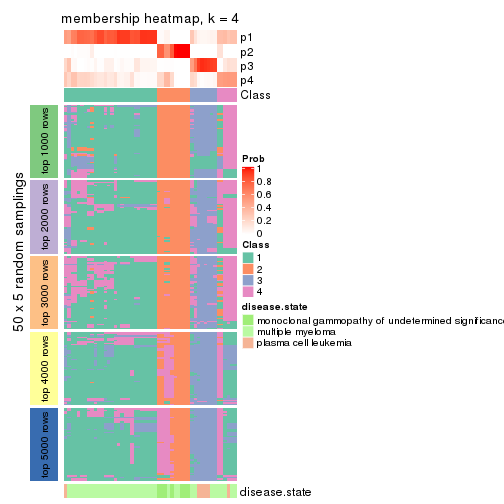 membership heatmap, k = 4
p1
p2
p3
p4
Class
50 x 5 random samplings
top 1000 rows
top 2000 rows
top 3000 rows
top 4000 rows
top 5000 rows
Prob
1
0.8
0.6
0.4
0.2
0
Class
1
2
3
4
disease.state
monoclonal gammopathy of undetermined significance
multiple myeloma
plasma cell leukemia
disease.state